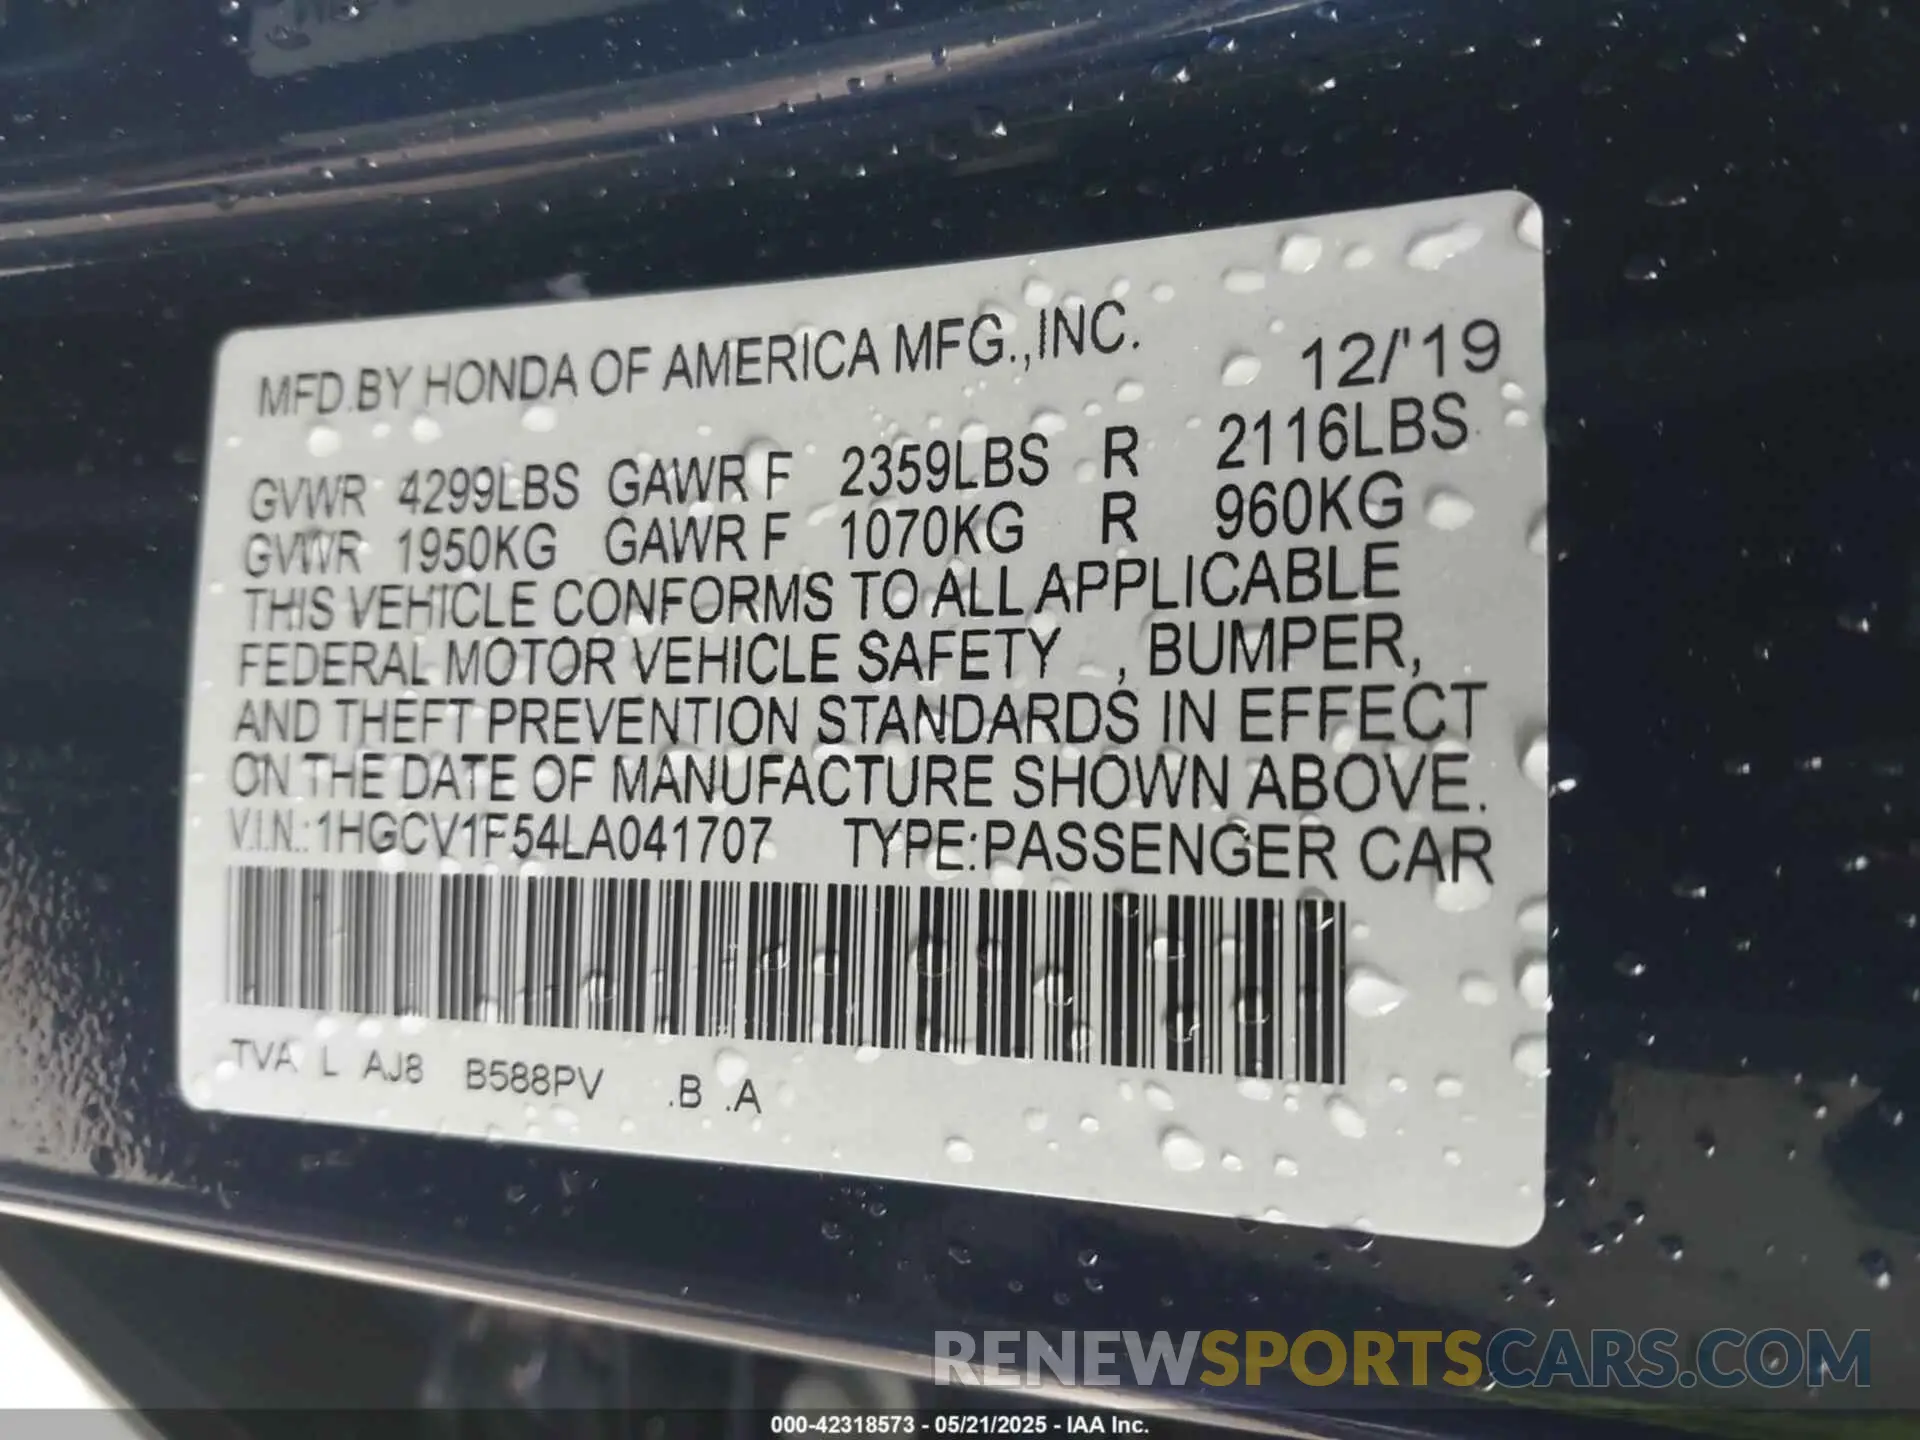 MFD.BY HONDA OF AMERICA MFG.,INC. 12/'19
GVWR 4299LBS GAWR F 2359LBS R 2116LBS
GVWR 1950KG GAWR F 1070KG R 960KG
THIS VEHICLE CONFORMS TO ALL APPLICABLE
FEDERAL MOTOR VEHICLE SAFETY , BUMPER,
AND THEFT PREVENTION STANDARDS IN EFFECT
ON THE DATE OF MANUFACTURE SHOWN ABOVE.
V.I.N.: 1HGCV1F54LA041707 TYPE:PASSENGER CAR
TVA L AJ8 B588PV .B .A
RENEWSPORTSCARS.COM
000-42318573 - 05/21/2025 - IAA Inc.